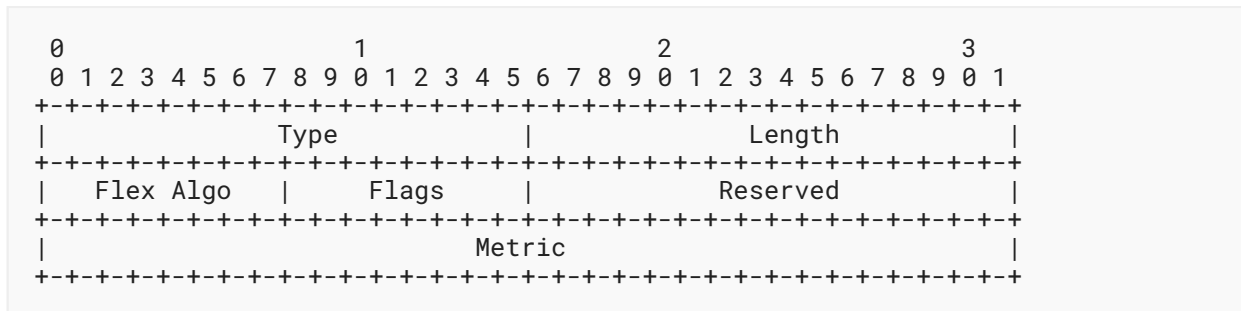 0                   1                   2                   3
 0 1 2 3 4 5 6 7 8 9 0 1 2 3 4 5 6 7 8 9 0 1 2 3 4 5 6 7 8 9 0 1
+-+-+-+-+-+-+-+-+-+-+-+-+-+-+-+-+-+-+-+-+-+-+-+-+-+-+-+-+-+-+-+-+
|               Type            |              Length           |
+-+-+-+-+-+-+-+-+-+-+-+-+-+-+-+-+-+-+-+-+-+-+-+-+-+-+-+-+-+-+-+-+
|   Flex Algo   |     Flags     |            Reserved           |
+-+-+-+-+-+-+-+-+-+-+-+-+-+-+-+-+-+-+-+-+-+-+-+-+-+-+-+-+-+-+-+-+
|                            Metric                             |
+-+-+-+-+-+-+-+-+-+-+-+-+-+-+-+-+-+-+-+-+-+-+-+-+-+-+-+-+-+-+-+-+